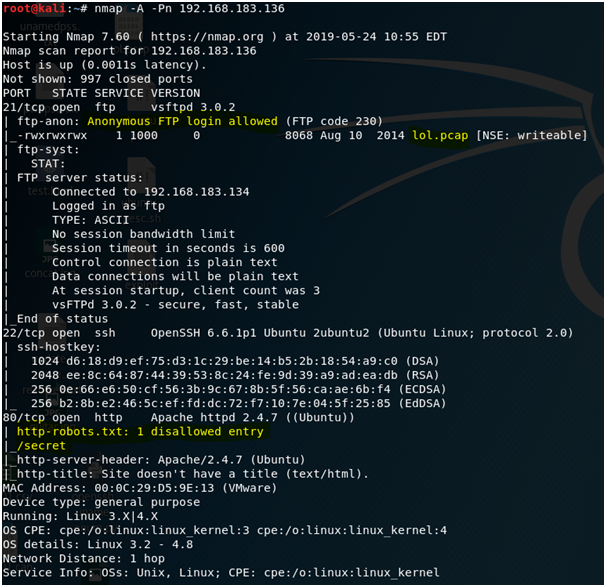 root@kali:~# nmap -A -Pn 192.168.183.136
Starting Nmap 7.60 ( https://nmap.org ) at 2019-05-24 10:55 EDT
Nmap scan report for 192.168.183.136
Host is up (0.0011s latency).
Not shown: 997 closed ports
PORT   STATE SERVICE VERSION
21/tcp open  ftp     vsftpd 3.0.2
| ftp-anon: Anonymous FTP login allowed (FTP code 230)
|_-rwxrwxrwx    1 1000     0            8068 Aug 10  2014 lol.pcap [NSE: writeable]
| ftp-syst:
|   STAT:
| FTP server status:
|      Connected to 192.168.183.134
|      Logged in as ftp
|      TYPE: ASCII
|      No session bandwidth limit
|      Session timeout in seconds is 600
|      Control connection is plain text
|      Data connections will be plain text
|      At session startup, client count was 3
|      vsFTPd 3.0.2 - secure, fast, stable
|_End of status
22/tcp open  ssh     OpenSSH 6.6.1p1 Ubuntu 2ubuntu2 (Ubuntu Linux; protocol 2.0)
| ssh-hostkey:
|   1024 d6:18:d9:ef:75:d3:1c:29:be:14:b5:2b:18:54:a9:c0 (DSA)
|   2048 ee:8c:64:87:44:39:53:8c:24:fe:9d:39:a9:ad:ea:db (RSA)
|   256 0e:66:e6:50:cf:56:3b:9c:67:8b:5f:56:ca:ae:6b:f4 (ECDSA)
|_  256 b2:8b:e2:46:5c:ef:fd:dc:72:f7:10:7e:04:5f:25:85 (EdDSA)
80/tcp open  http    Apache httpd 2.4.7 ((Ubuntu))
| http-robots.txt: 1 disallowed entry
|_/secret
|_http-server-header: Apache/2.4.7 (Ubuntu)
|_http-title: Site doesn't have a title (text/html).
MAC Address: 00:0C:29:D5:9E:13 (VMware)
Device type: general purpose
Running: Linux 3.X|4.X
OS CPE: cpe:/o:linux:linux_kernel:3 cpe:/o:linux:linux_kernel:4
OS details: Linux 3.2 - 4.8
Network Distance: 1 hop
Service Info: OSs: Unix, Linux; CPE: cpe:/o:linux:linux_kernel